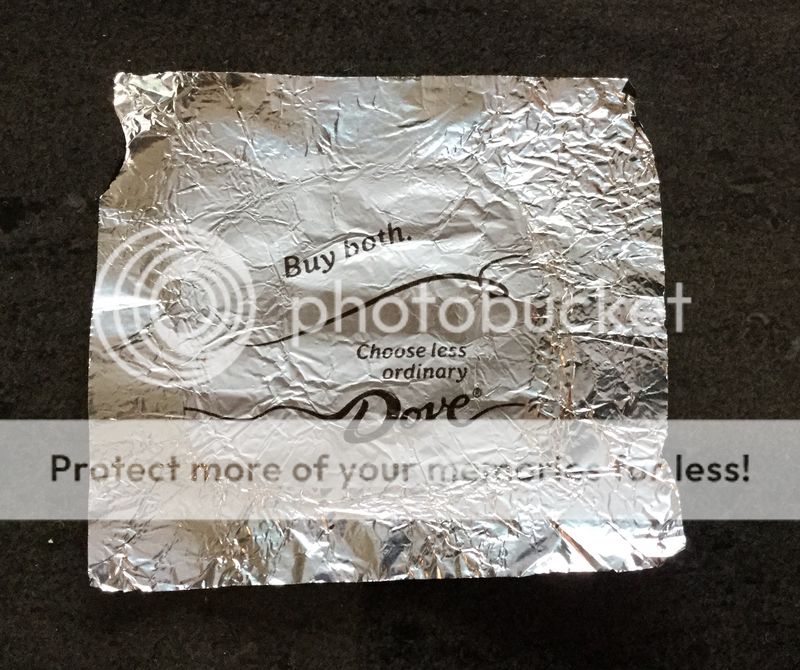 Buy both.
photobucket
Choose less
ordinary
Dove®
Protect more of your memories for less!